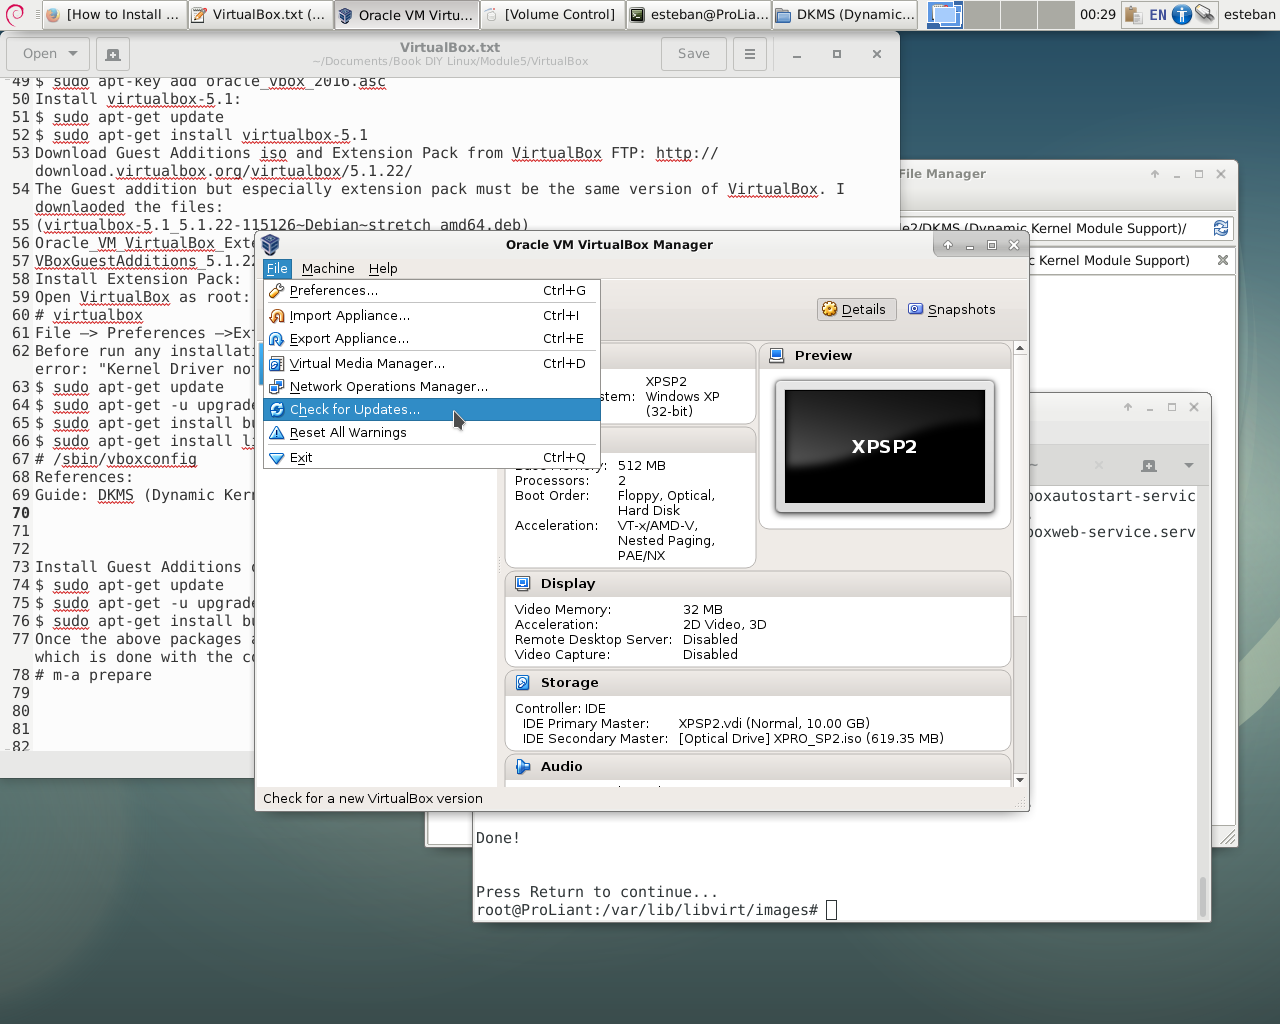 [How to Install ...
VirtualBox.txt (...
Oracle VM Virtu...
[Volume Control]
esteban@ProLia...
DKMS (Dynamic...
00:29
EN
esteban
Open
VirtualBox.txt
~/Documents/Book DIY Linux/Module5/VirtualBox
Save
49 $ sudo apt-key add oracle_vbox_2016.asc
50 Install virtualbox-5.1:
51 $ sudo apt-get update
52 $ sudo apt-get install virtualbox-5.1
53 Download Guest Additions iso and Extension Pack from VirtualBox FTP: http://
download.virtualbox.org/virtualbox/5.1.22/
54 The Guest addition but especially extension pack must be the same version of VirtualBox. I
downlaoded the files:
55 (virtualbox-5.1_5.1.22-115126~Debian~stretch_amd64.deb)
56 Oracle_VM_VirtualBox_Exte
57 VBoxGuestAdditions_5.1.22
58 Install Extension Pack:
59 Open VirtualBox as root:
60 # virtualbox
61 File —> Preferences —>Ex
62 Before run any installati
error: "Kernel Driver no
63 $ sudo apt-get update
64 $ sudo apt-get -u upgrade
65 $ sudo apt-get install bu
66 $ sudo apt-get install li
67 # /sbin/vboxconfig
68 References:
69 Guide: DKMS (Dynamic Ker
70
71
72
73 Install Guest Additions
74 $ sudo apt-get update
75 $ sudo apt-get -u upgrade
76 $ sudo apt-get install bu
77 Once the above packages a
which is done with the co
78 # m-a prepare
79
80
81
82
File Manager
e2/DKMS (Dynamic Kernel Module Support)/
c Kernel Module Support)
Oracle VM VirtualBox Manager
File
Machine
Help
Preferences... Ctrl+G
Import Appliance... Ctrl+I
Export Appliance... Ctrl+E
Virtual Media Manager... Ctrl+D
Network Operations Manager...
Check for Updates...
Reset All Warnings
Exit Ctrl+Q
Details
Snapshots
XPSP2
stem: Windows XP
(32-bit)
Preview
XPSP2
Base Memory: 512 MB
Processors: 2
Boot Order: Floppy, Optical,
Hard Disk
Acceleration: VT-x/AMD-V,
Nested Paging,
PAE/NX
Display
Video Memory: 32 MB
Acceleration: 2D Video, 3D
Remote Desktop Server: Disabled
Video Capture: Disabled
Storage
Controller: IDE
IDE Primary Master: XPSP2.vdi (Normal, 10.00 GB)
IDE Secondary Master: [Optical Drive] XPRO_SP2.iso (619.35 MB)
Audio
Check for a new VirtualBox version
boxautostart-servic
boxweb-service.serv
Done!
Press Return to continue...
root@ProLiant:/var/lib/libvirt/images#